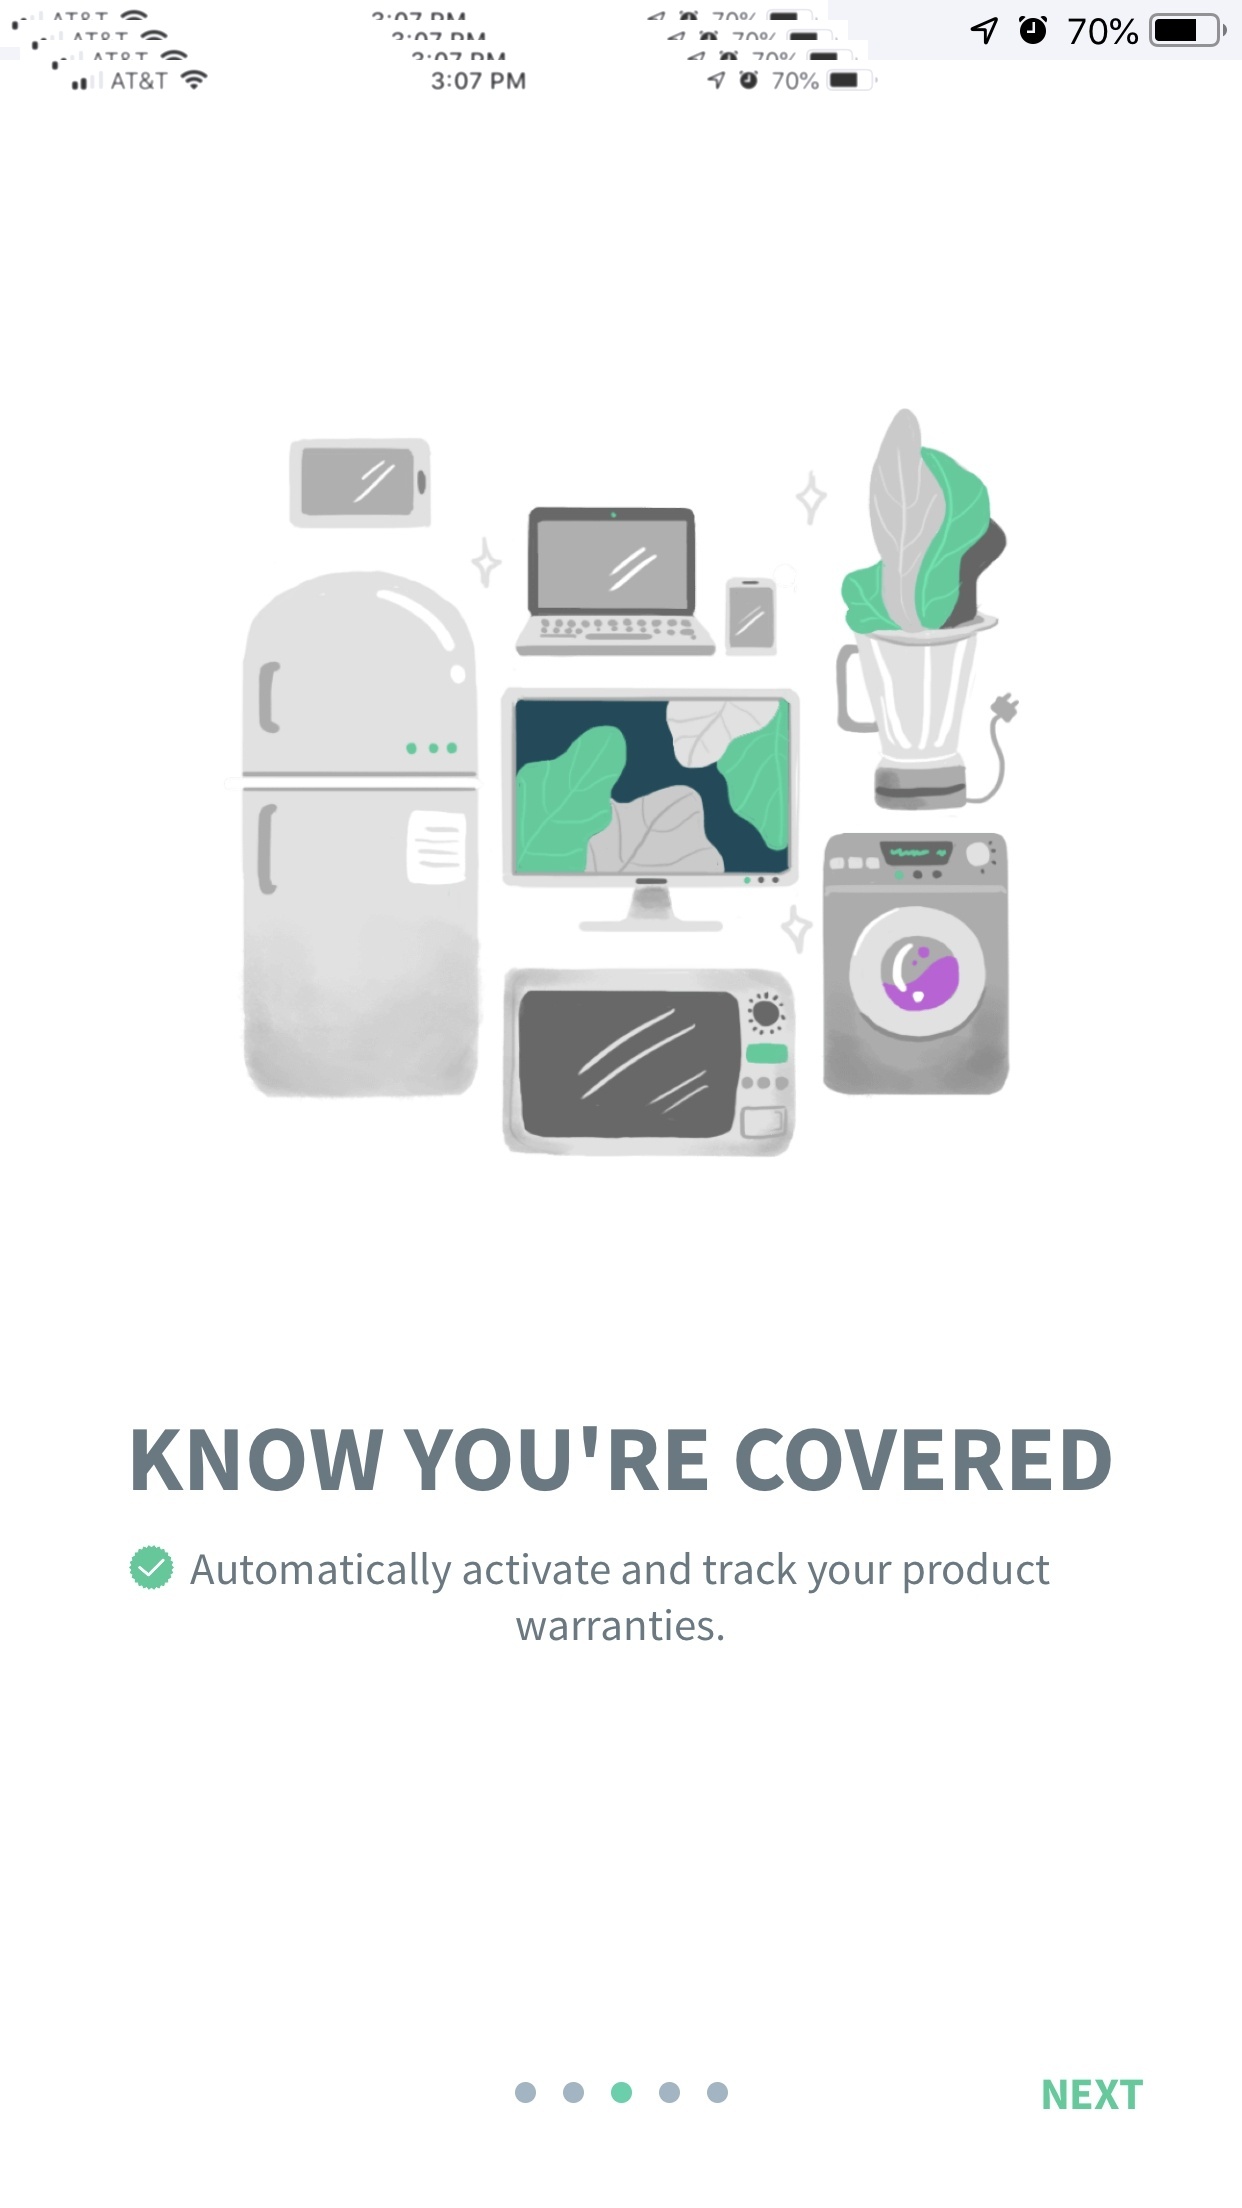 AT&T 3:07 PM 70%
AT&T 3:07 PM 70%
AT&T 3:07 PM 70%
AT&T 3:07 PM 70%
70%
KNOW YOU'RE COVERED
Automatically activate and track your product
warranties.
NEXT